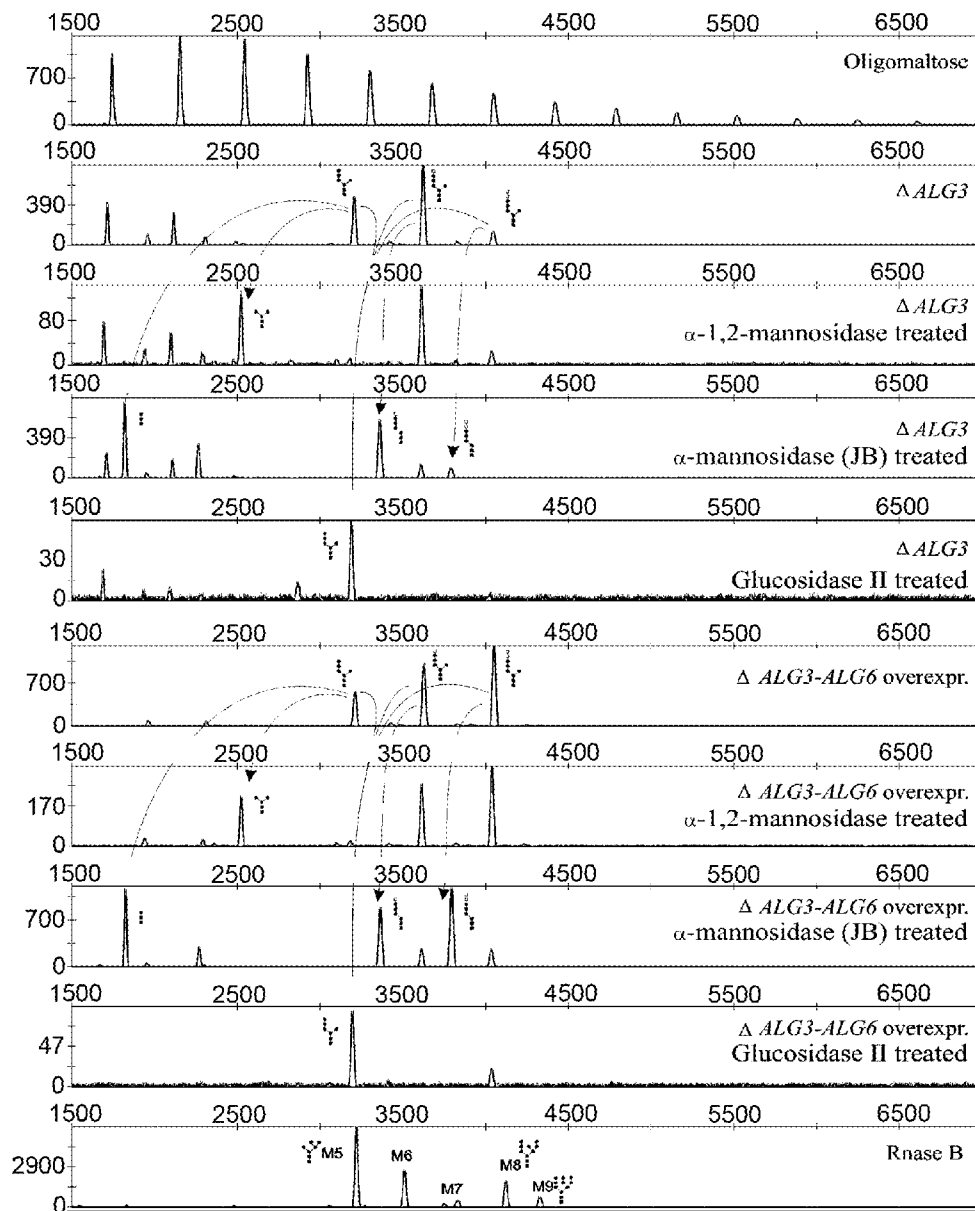 1500 2500 3500 4500 5500 6500
Oligomaltose
700
0
1500 2500 3500 4500 5500 6500
Δ ALG3
390
0
1500 2500 3500 4500 5500 6500
Δ ALG3
α-1,2-mannosidase treated
80
0
1500 2500 3500 4500 5500 6500
Δ ALG3
α-mannosidase (JB) treated
390
0
1500 2500 3500 4500 5500 6500
Δ ALG3
Glucosidase II treated
30
0
1500 2500 3500 4500 5500 6500
Δ ALG3-ALG6 overexpr.
700
0
1500 2500 3500 4500 5500 6500
Δ ALG3-ALG6 overexpr.
α-1,2-mannosidase treated
170
0
1500 2500 3500 4500 5500 6500
Δ ALG3-ALG6 overexpr.
α-mannosidase (JB) treated
700
0
1500 2500 3500 4500 5500 6500
Δ ALG3-ALG6 overexpr.
Glucosidase II treated
47
0
1500 2500 3500 4500 5500 6500
Rnase B
M5 M6 M7 M8 M9
2900
0